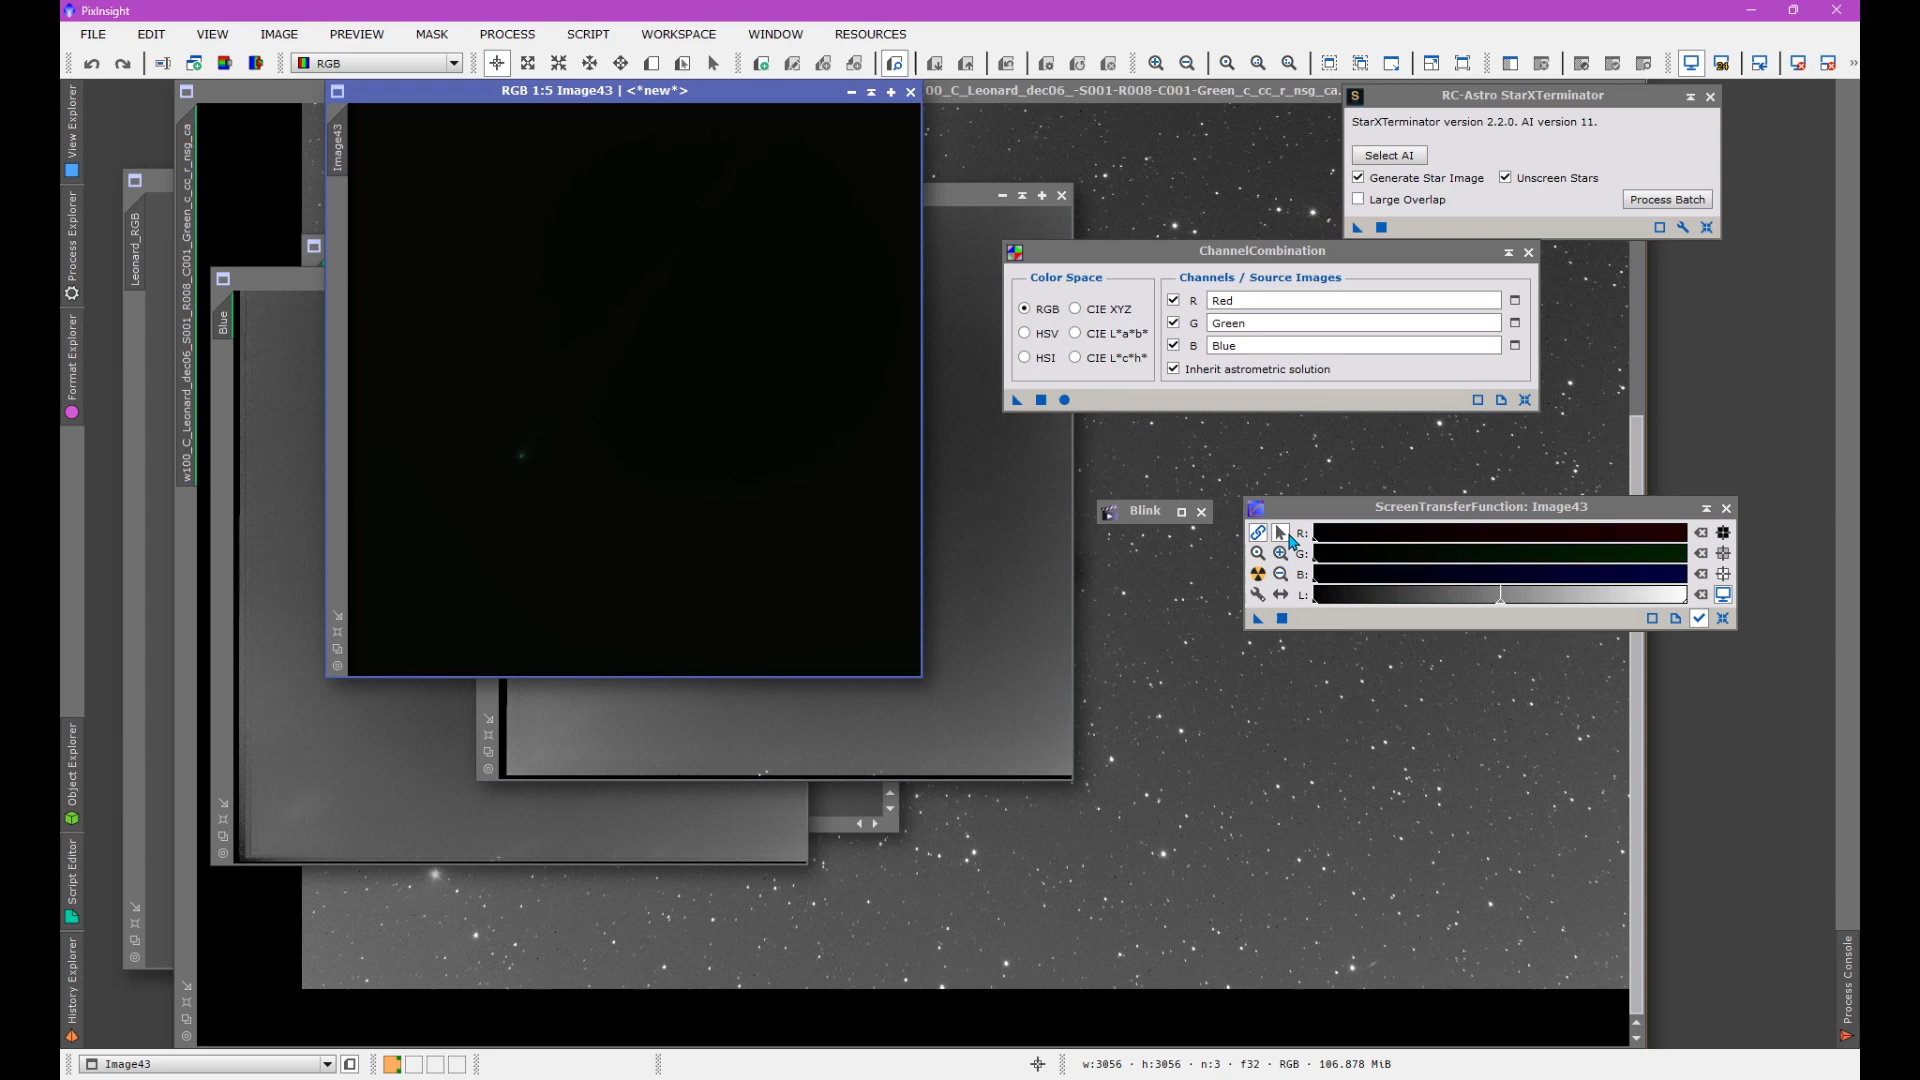 PixInsight
FILE EDIT VIEW IMAGE PREVIEW MASK PROCESS SCRIPT WORKSPACE WINDOW RESOURCES
RGB
RGB 1:5 Image43 | <*new*>
00_C_Leonard_dec06_-S001-R008-C001-Green_c_cc_r_nsg_ca.
RC-Astro StarXTerminator
StarXTerminator version 2.2.0. AI version 11.
Select AI
Generate Star Image
Unscreen Stars
Large Overlap
Process Batch
ChannelCombination
Color Space
Channels / Source Images
RGB
CIE XYZ
R
Red
HSV
CIE L*a*b*
G
Green
HSI
CIE L*c*h*
B
Blue
Inherit astrometric solution
Blink
ScreenTransferFunction: Image43
R:
G:
B:
L:
View Explorer
Process Explorer
Format Explorer
Object Explorer
Script Editor
History Explorer
Leonard_RGB
w100_C_Leonard_dec06_S001_R008_C001_Green_c_cc_r_nsg_ca
Blue
Image43
Process Console
Image43
w:3056 · h:3056 · n:3 · f32 · RGB · 106.878 MiB